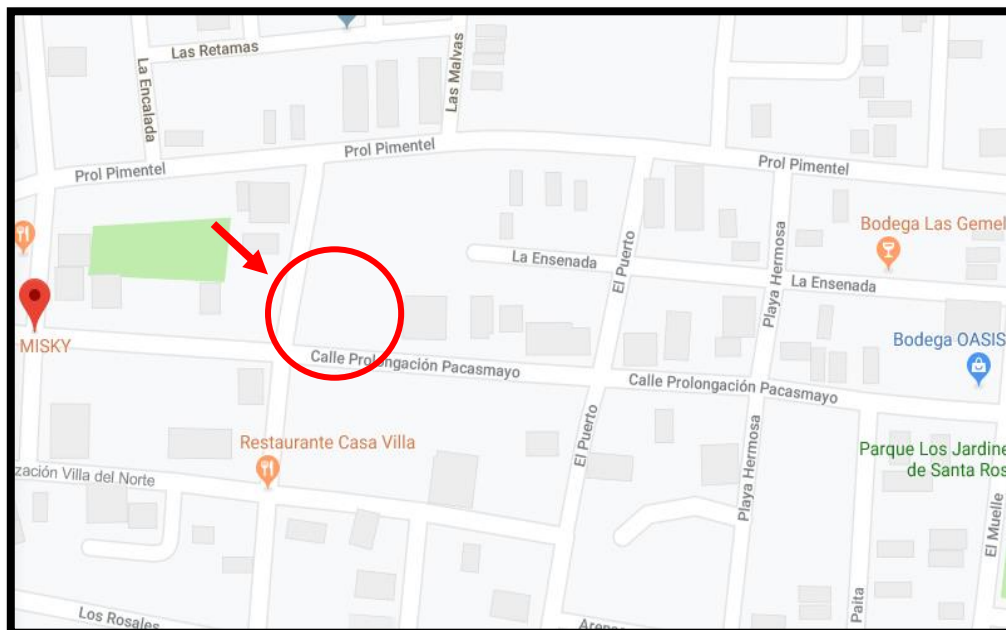 Las Retamas
La Encalada
Las Malvas
Prol Pimentel
Prol Pimentel
Prol Pimentel
Bodega Las Gemel
La Ensenada
El Puerto
Playa Hermosa
La Ensenada
MISKY
Calle Prolongación Pacasmayo
Bodega OASIS
Calle Prolongación Pacasmayo
Restaurante Casa Villa
El Puerto
Playa Hermosa
Parque Los Jardine
de Santa Ros
zación Villa del Norte
El Muelle
Paita
Los Rosales